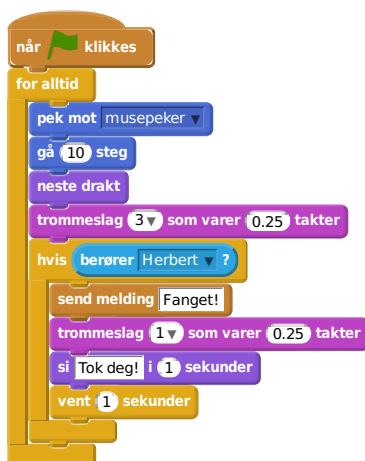 når klikkes
for alltid
pek mot musepeker
gå 10 steg
neste drakt
trommeslag 3 som varer 0.25 takter
hvis berører Herbert ?
send melding Fanget!
trommeslag 1 som varer 0.25 takter
si Tok deg! i 1 sekunder
vent 1 sekunder